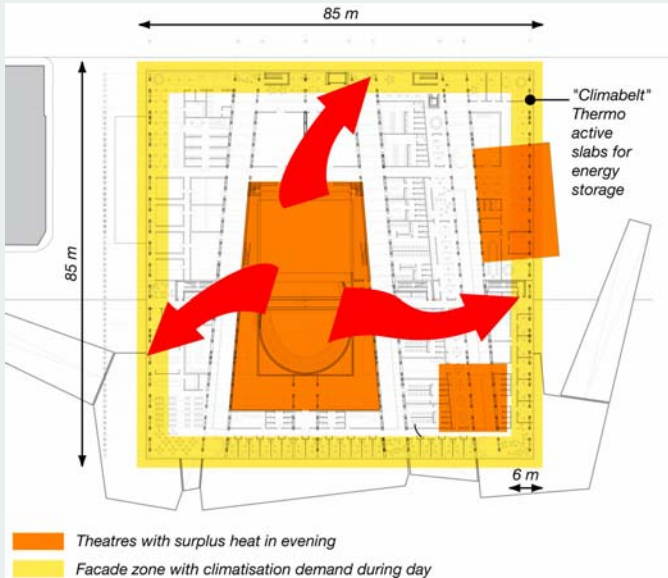 85 m
"Climabelt"
Thermo
active
slabs for
energy
storage
85 m
6 m
Theatres with surplus heat in evening
Facade zone with climatisation demand during day